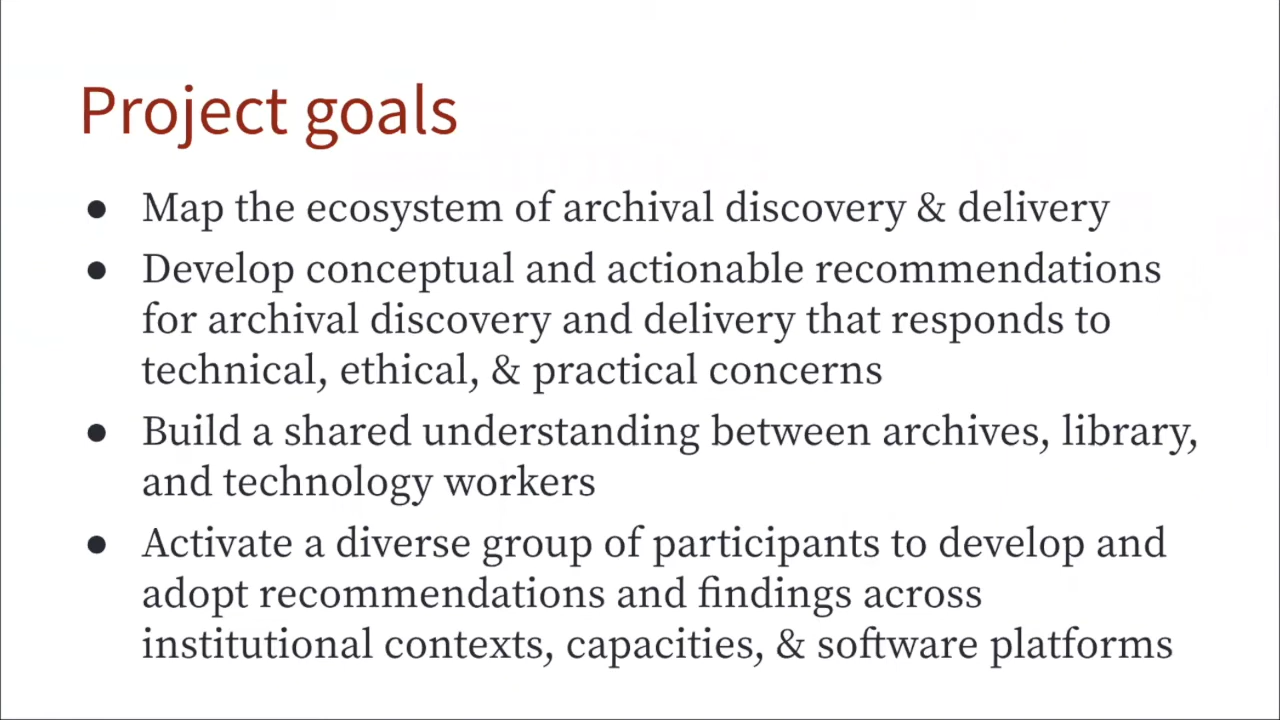 Project goals
● Map the ecosystem of archival discovery & delivery
● Develop conceptual and actionable recommendations
for archival discovery and delivery that responds to
technical, ethical, & practical concerns
● Build a shared understanding between archives, library,
and technology workers
● Activate a diverse group of participants to develop and
adopt recommendations and findings across
institutional contexts, capacities, & software platforms